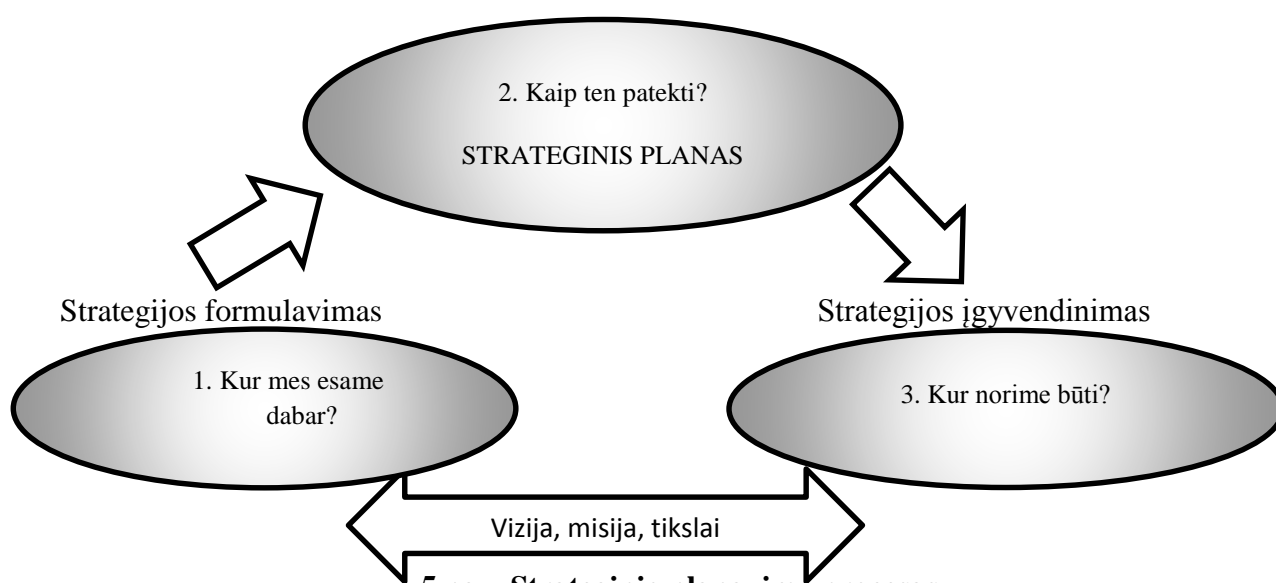 2. Kaip ten patekti?
STRATEGINIS PLANAS
Strategijos formulavimas
Strategijos įgyvendinimas
1. Kur mes esame
dabar?
3. Kur norime būti?
Vizija, misija, tikslai